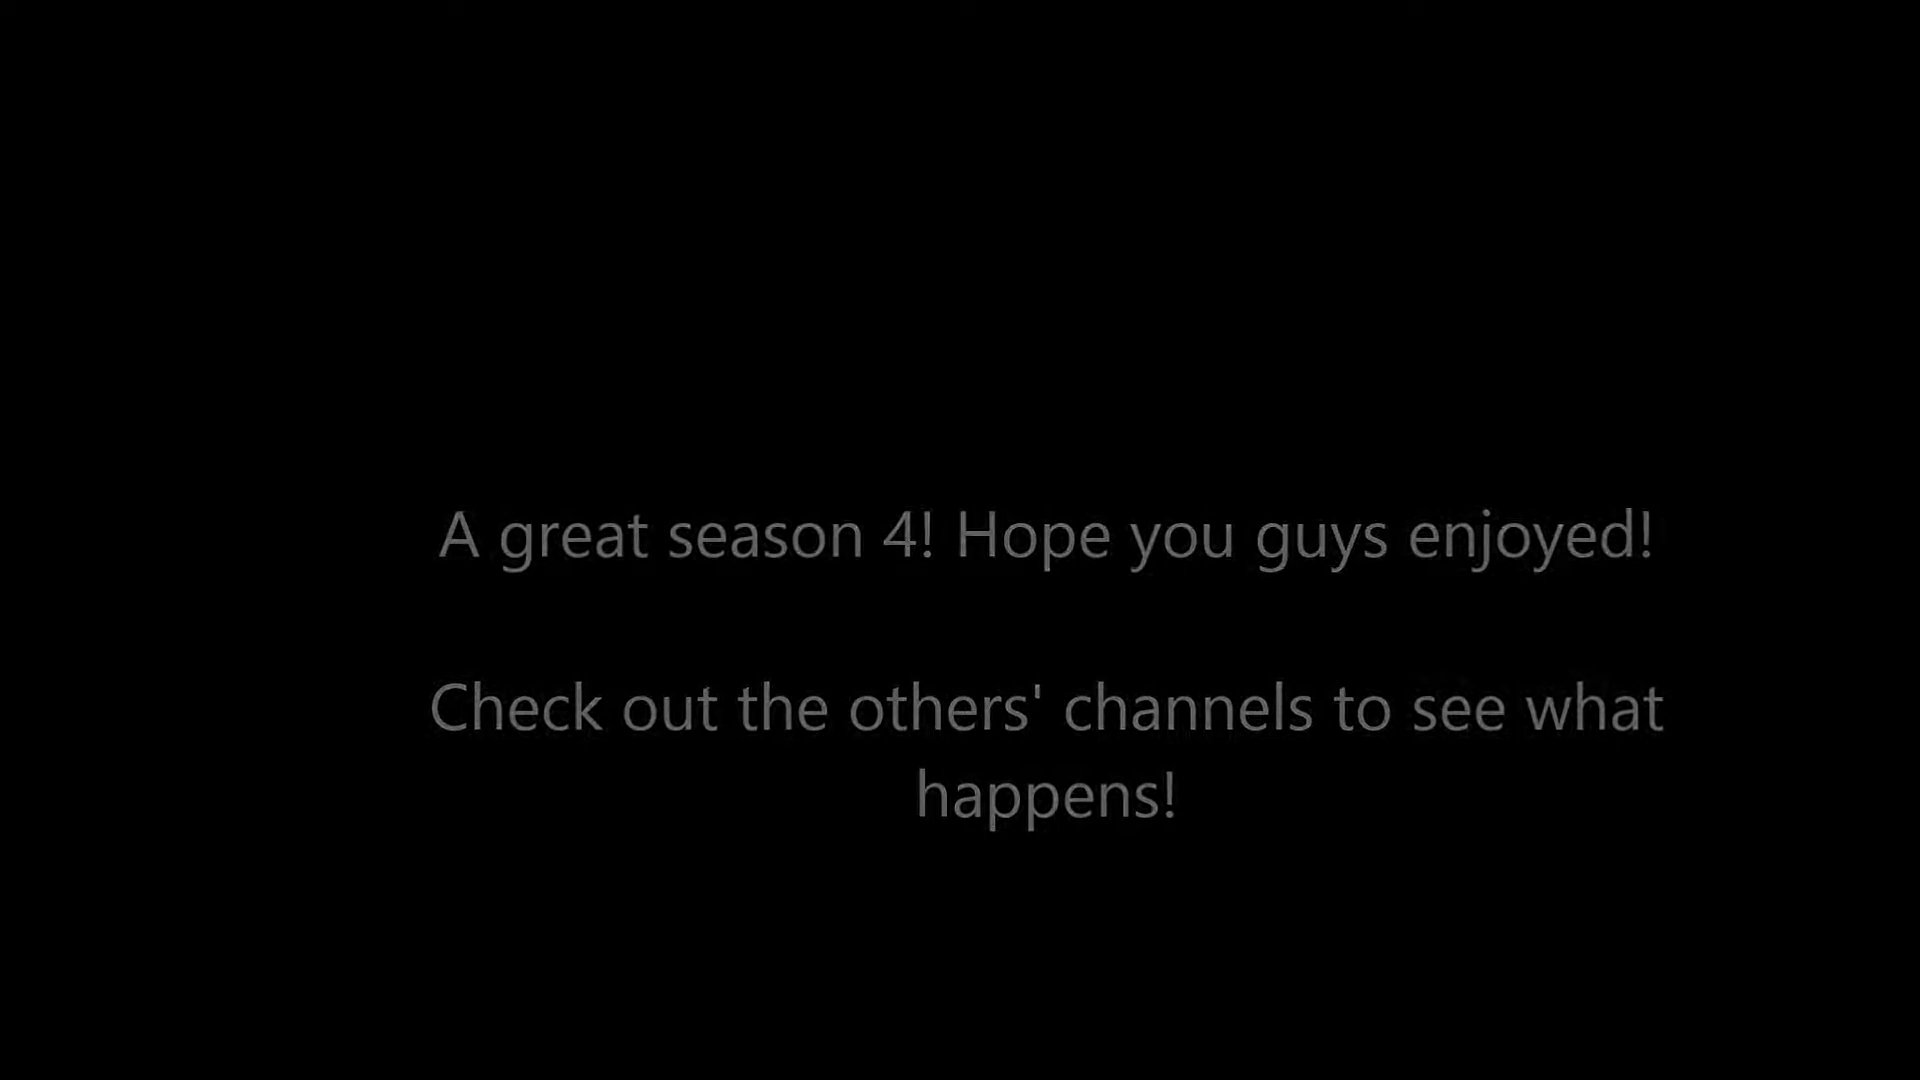 A great season 4! Hope you guys enjoyed!
Check out the others' channels to see what
happens!